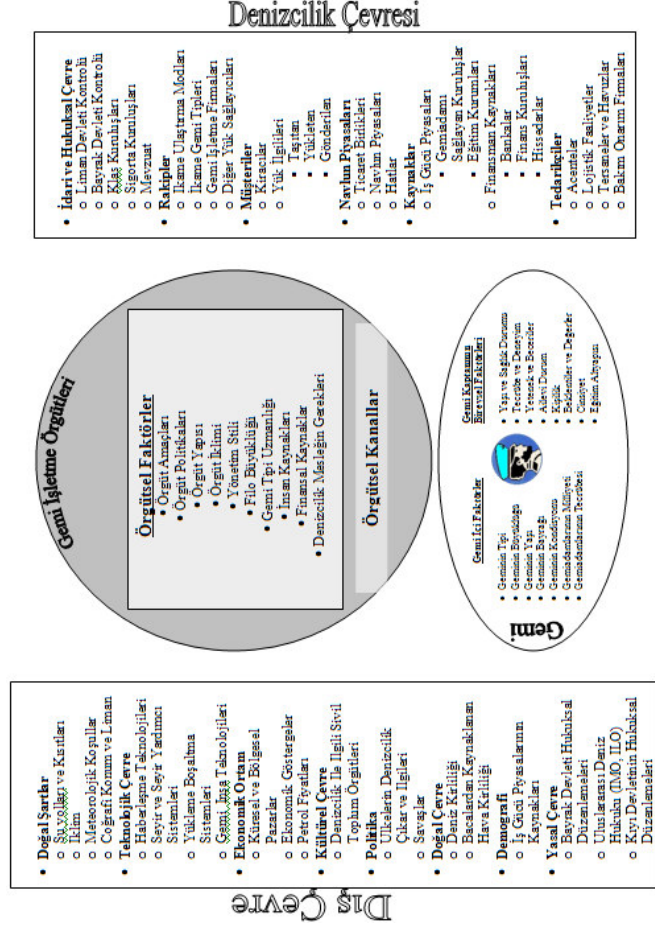 Denizcilik Çevresi
İdari ve Hukuksal Çevre
Liman Devleti Kontrolü
Bayrak Devleti Kontrolü
Klas Kuruluşları
Sigorta Kuruluşları
Mevzuat
Rakipler
İkame Ulaştırma Modları
İkame Gemi Tipleri
Gemi İşletme Firmaları
Diğer Yük Sağlayıcıları
Müşteriler
Kiracılar
Yük İlgilileri
Taşıtan
Yükleten
Gönderilen
Navlun Piyasaları
Ticaret Birlikleri
Navlun Piyasaları
Hatlar
Kaynaklar
İş Gücü Piyasaları
Gemiadamı
Sağlayan Kuruluşlar
Eğitim Kurumları
Finansman Kaynakları
Bankalar
Finans Kuruluşları
Hissedarlar
Tedarikçiler
Acenteler
Lojistik Faaliyetler
Tersaneler ve Havuzlar
Bakım Onarım Firmaları
Gemi İşletme Örgütleri
Örgütsel Faktörler
Örgüt Amaçları
Örgüt Politikaları
Örgüt Yapısı
Örgüt İklimi
Yönetim Stili
Filo Büyüklüğü
Gemi Tipi Uzmanlığı
İnsan Kaynakları
Finansal Kaynaklar
Denizcilik Mesleğin Gerekleri
Örgütsel Kanallar
Gemi
Gemi İçi Faktörler
Geminin Tipi
Geminin Büyüklüğü
Geminin Yaşı
Geminin Bayrağı
Geminin Kondisyonu
Gemiadamlarının Milliyeti
Gemiadamlarının Tecrübesi
Gemi Kaptanının
Bireysel Faktörleri
Yaşı ve Sağlık Durumu
Tecrübe ve Deneyim
Yetenek ve Beceriler
Ailevi Durum
Kişilik
Beklentiler ve Değerler
Cinsiyet
Eğitim Altyapısı
Dış Çevre
Doğal Şartlar
Su yolları ve Kısıtları
İklim
Meteorolojik Koşullar
Coğrafi Konum ve Liman
Teknolojik Çevre
Haberleşme Teknolojileri
Seyir ve Seyir Yardımcı
Sistemleri
Yükleme Boşaltma
Sistemleri
Gemi İnşa Teknolojileri
Ekonomik Ortam
Küresel ve Bölgesel
Pazarlar
Ekonomik Göstergeler
Petrol Fiyatları
Kültürel Çevre
Denizcilik İle İlgili Sivil
Toplum Örgütleri
Politika
Ülkelerin Denizcilik
Çıkar ve İlgileri
Savaşlar
Doğal Çevre
Deniz Kirliliği
Bacalardan Kaynaklanan
Hava Kirliliği
Demografi
İş Gücü Piyasalarının
Kaynakları
Yasal Çevre
Bayrak Devleti Hukuksal
Düzenlemeleri
Uluslararası Deniz
Hukuku (IMO, ILO)
Kıyı Devletinin Hukuksal
Düzenlemeleri